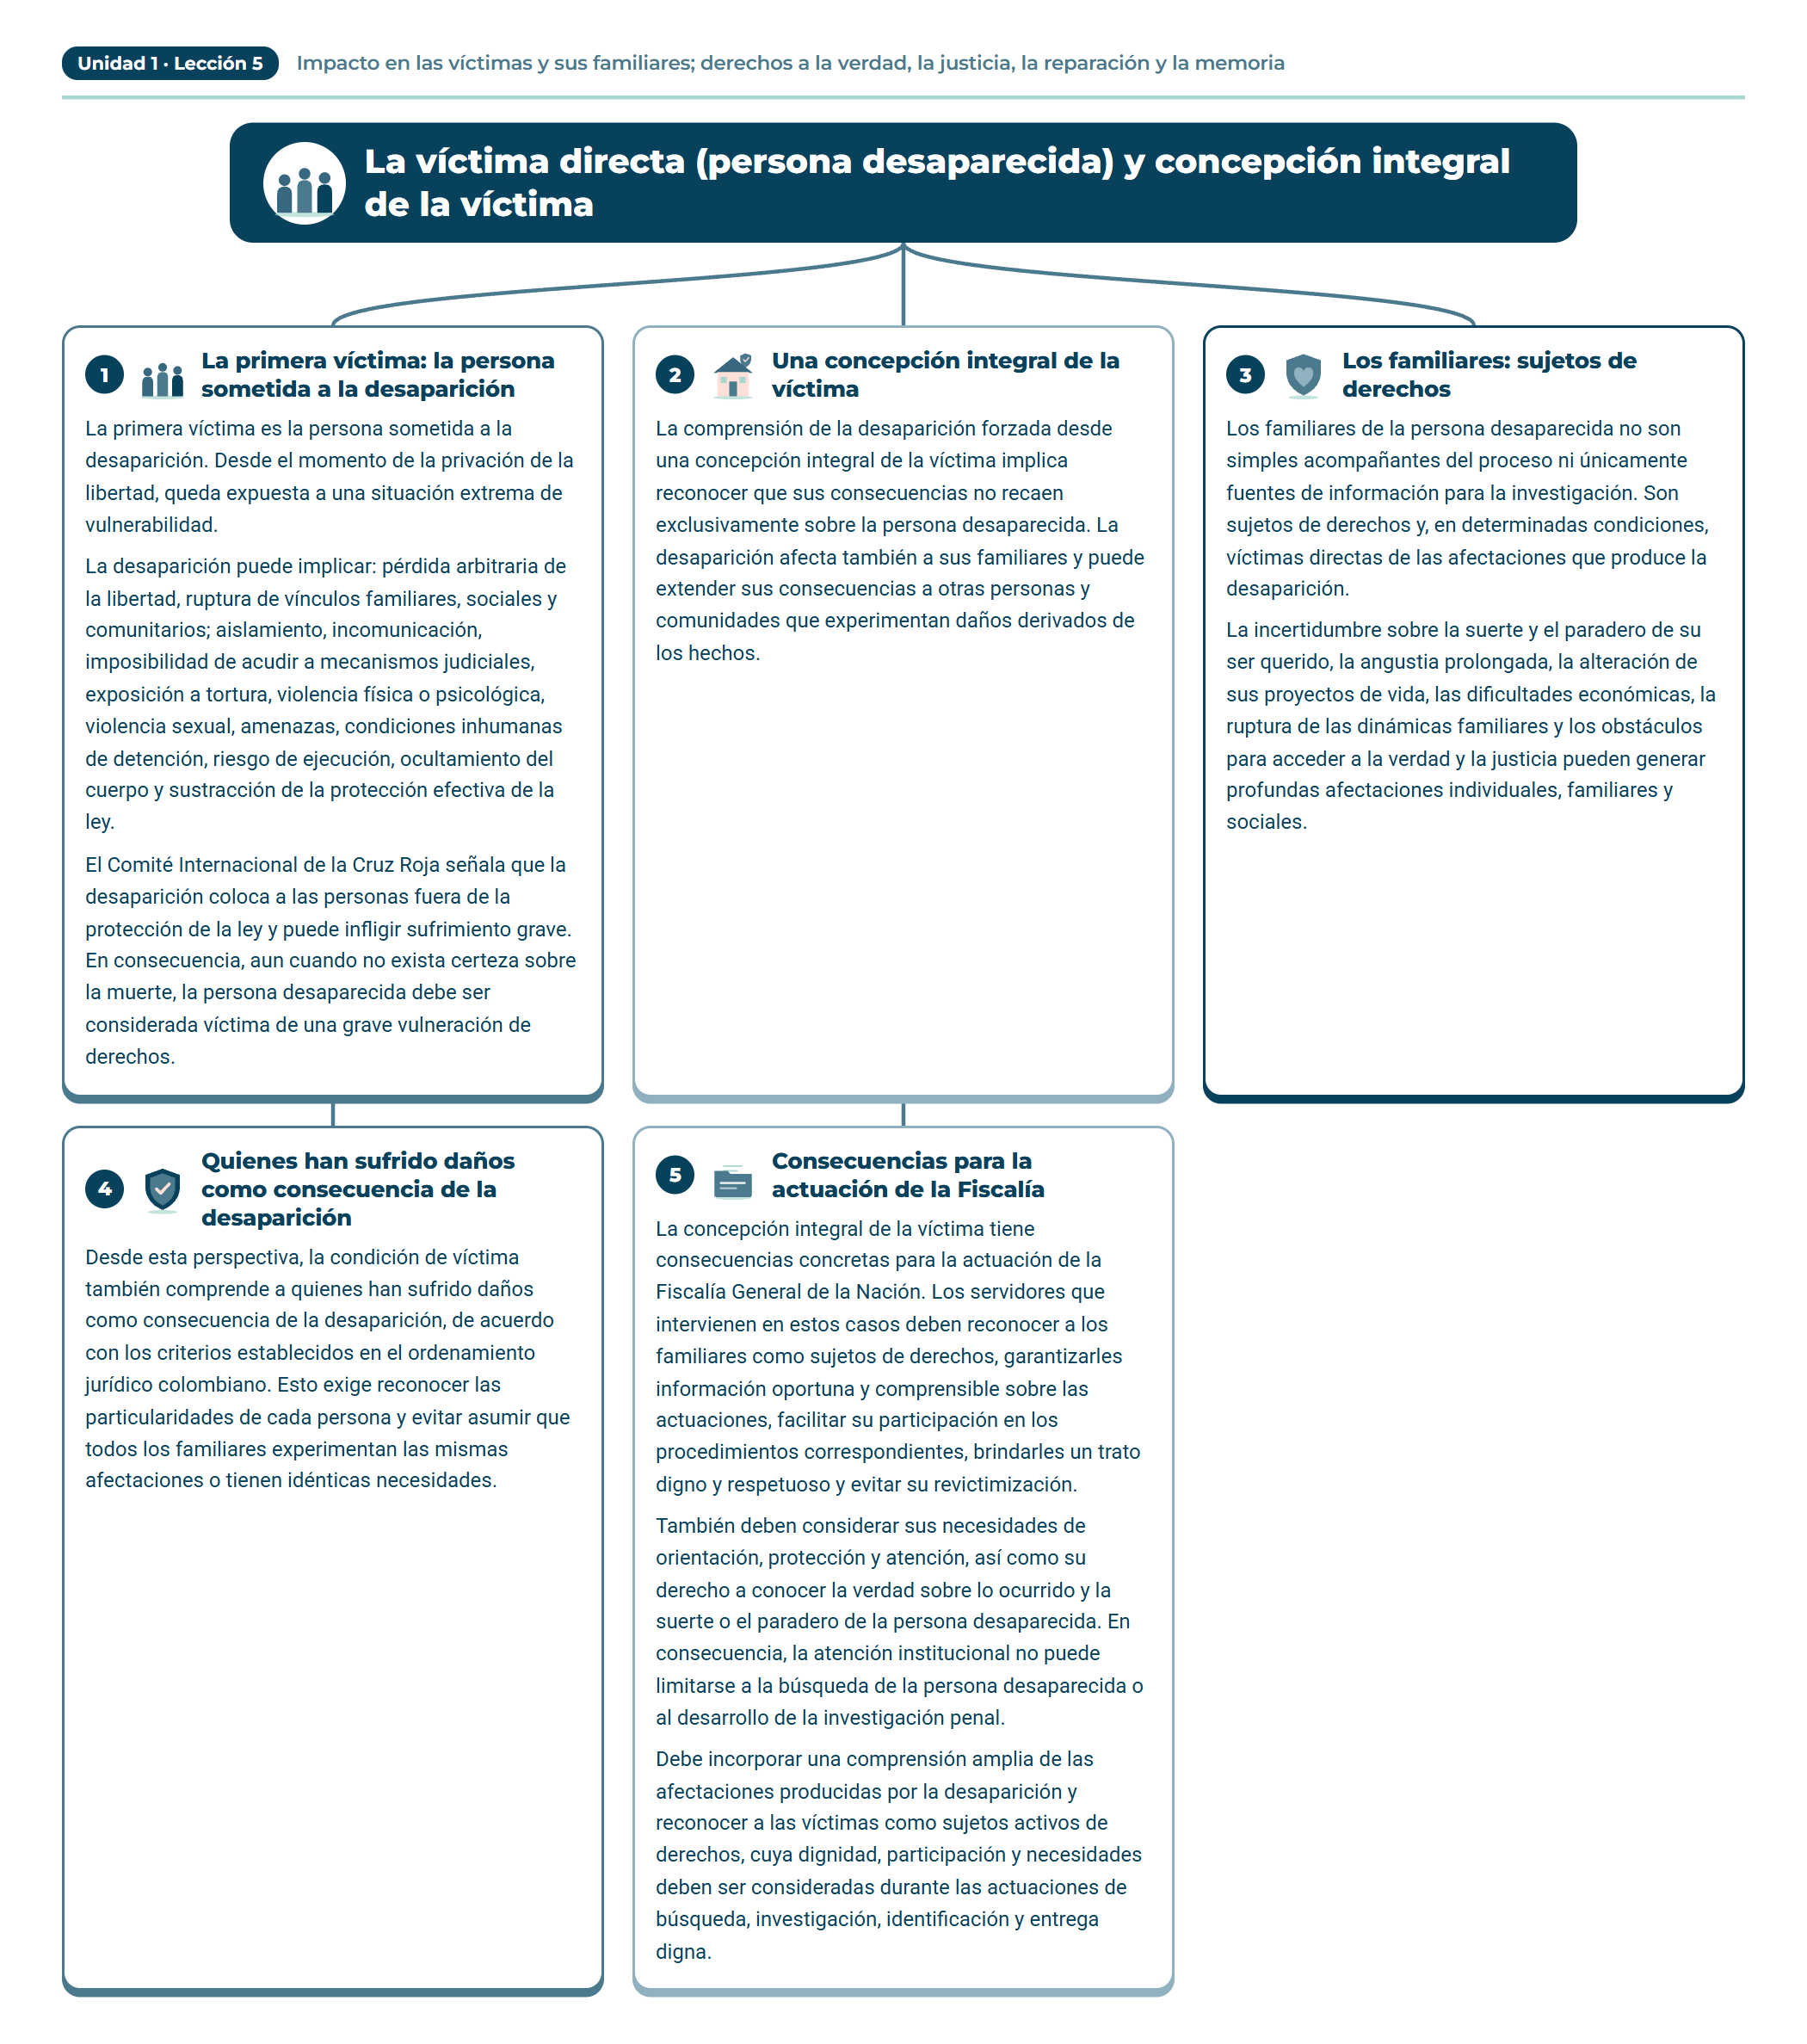 Unidad 1 · Lección 5
Impacto en las víctimas y sus familiares; derechos a la verdad, la justicia, la reparación y la memoria
La víctima directa (persona desaparecida) y concepción integral
de la víctima
1
La primera víctima: la persona
sometida a la desaparición
La primera víctima es la persona sometida a la
desaparición. Desde el momento de la privación de la
libertad, queda expuesta a una situación extrema de
vulnerabilidad.
La desaparición puede implicar: pérdida arbitraria de
la libertad, ruptura de vínculos familiares, sociales y
comunitarios; aislamiento, incomunicación,
imposibilidad de acudir a mecanismos judiciales,
exposición a tortura, violencia física o psicológica,
violencia sexual, amenazas, condiciones inhumanas
de detención, riesgo de ejecución, ocultamiento del
cuerpo y sustracción de la protección efectiva de la
ley.
El Comité Internacional de la Cruz Roja señala que la
desaparición coloca a las personas fuera de la
protección de la ley y puede infligir sufrimiento grave.
En consecuencia, aun cuando no exista certeza sobre
la muerte, la persona desaparecida debe ser
considerada víctima de una grave vulneración de
derechos.
2
Una concepción integral de la
víctima
La comprensión de la desaparición forzada desde
una concepción integral de la víctima implica
reconocer que sus consecuencias no recaen
exclusivamente sobre la persona desaparecida. La
desaparición afecta también a sus familiares y puede
extender sus consecuencias a otras personas y
comunidades que experimentan daños derivados de
los hechos.
3
Los familiares: sujetos de
derechos
Los familiares de la persona desaparecida no son
simples acompañantes del proceso ni únicamente
fuentes de información para la investigación. Son
sujetos de derechos y, en determinadas condiciones,
víctimas directas de las afectaciones que produce la
desaparición.
La incertidumbre sobre la suerte y el paradero de su
ser querido, la angustia prolongada, la alteración de
sus proyectos de vida, las dificultades económicas, la
ruptura de las dinámicas familiares y los obstáculos
para acceder a la verdad y la justicia pueden generar
profundas afectaciones individuales, familiares y
sociales.
4
Quienes han sufrido daños
como consecuencia de la
desaparición
Desde esta perspectiva, la condición de víctima
también comprende a quienes han sufrido daños
como consecuencia de la desaparición, de acuerdo
con los criterios establecidos en el ordenamiento
jurídico colombiano. Esto exige reconocer las
particularidades de cada persona y evitar asumir que
todos los familiares experimentan las mismas
afectaciones o tienen idénticas necesidades.
5
Consecuencias para la
actuación de la Fiscalía
La concepción integral de la víctima tiene
consecuencias concretas para la actuación de la
Fiscalía General de la Nación. Los servidores que
intervienen en estos casos deben reconocer a los
familiares como sujetos de derechos, garantizarles
información oportuna y comprensible sobre las
actuaciones, facilitar su participación en los
procedimientos correspondientes, brindarles un trato
digno y respetuoso y evitar su revictimización.
También deben considerar sus necesidades de
orientación, protección y atención, así como su
derecho a conocer la verdad sobre lo ocurrido y la
suerte o el paradero de la persona desaparecida. En
consecuencia, la atención institucional no puede
limitarse a la búsqueda de la persona desaparecida o
al desarrollo de la investigación penal.
Debe incorporar una comprensión amplia de las
afectaciones producidas por la desaparición y
reconocer a las víctimas como sujetos activos de
derechos, cuya dignidad, participación y necesidades
deben ser consideradas durante las actuaciones de
búsqueda, investigación, identificación y entrega
digna.